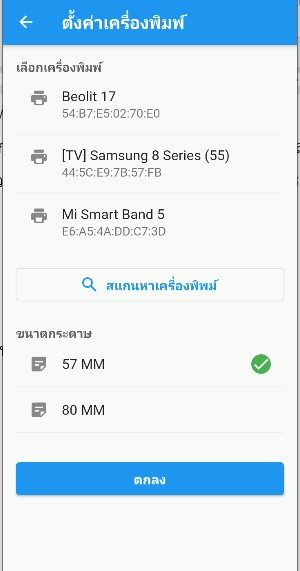 ตั้งค่าเครื่องพิมพ์
เลือกเครื่องพิมพ์
Beolit 17
54:B7:E5:02:70:E0
[TV] Samsung 8 Series (55)
44:5C:E9:7B:57:FB
Mi Smart Band 5
E6:A5:4A:DD:C7:3D
สแกนหาเครื่องพิพม์
ขนาดกระดาษ
57 MM
80 MM
ตกลง